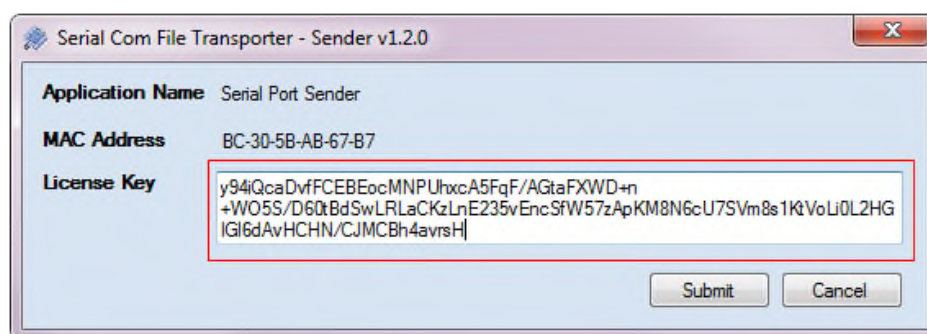 Serial Com File Transporter - Sender v1.2.0
Application Name Serial Port Sender
MAC Address BC-30-5B-AB-67-B7
License Key y94iQcaDvfFCEBEocMNPUhxcA5FqF/AGtaFXWD+n
+WO5S/D60tBdSwLRLaCKzLnE235vEncSfW57zApKM8N6cU7SVm8s1KtVoLi0L2HG
IGl6dAvHCHN/CJMCBh4avrsH
Submit Cancel